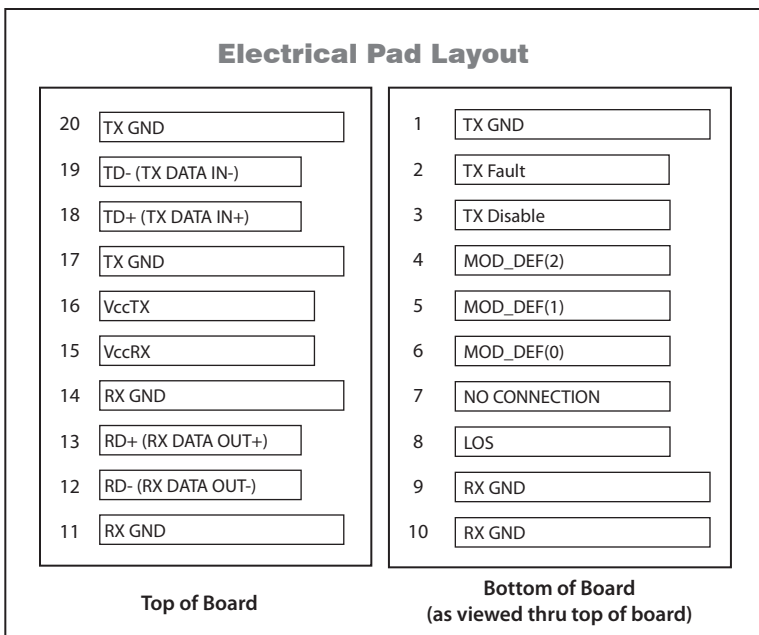 Electrical Pad Layout
20 TX GND
19 TD- (TX DATA IN-)
18 TD+ (TX DATA IN+)
17 TX GND
16 VccTX
15 VccRX
14 RX GND
13 RD+ (RX DATA OUT+)
12 RD- (RX DATA OUT-)
11 RX GND
Top of Board
1 TX GND
2 TX Fault
3 TX Disable
4 MOD_DEF(2)
5 MOD_DEF(1)
6 MOD_DEF(0)
7 NO CONNECTION
8 LOS
9 RX GND
10 RX GND
Bottom of Board
(as viewed thru top of board)